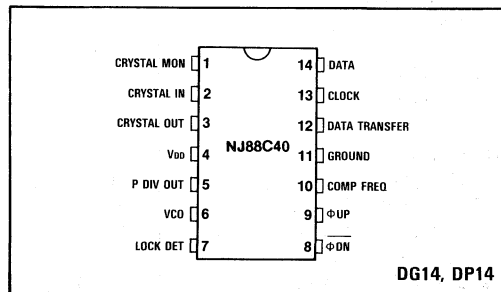 CRYSTAL MON 1 14 DATA
CRYSTAL IN 2 13 CLOCK
CRYSTAL OUT 3 12 DATA TRANSFER
VDD 4 NJ88C40 11 GROUND
P DIV OUT 5 10 COMP FREQ
VCO 6 9 ΦUP
LOCK DET 7 8 Φ̅D̅N̅
DG14, DP14